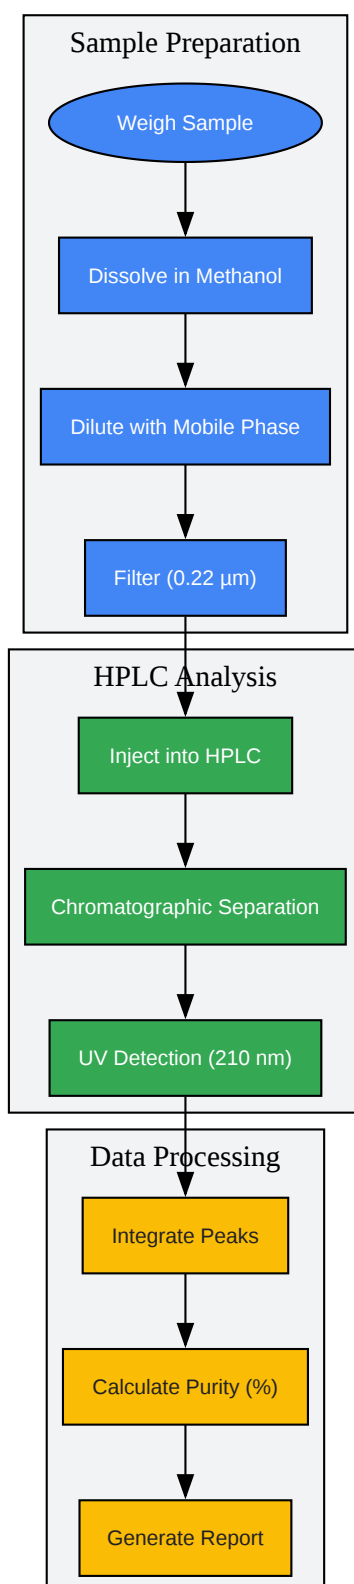 Sample Preparation
Weigh Sample
Dissolve in Methanol
Dilute with Mobile Phase
Filter (0.22 µm)
HPLC Analysis
Inject into HPLC
Chromatographic Separation
UV Detection (210 nm)
Data Processing
Integrate Peaks
Calculate Purity (%)
Generate Report